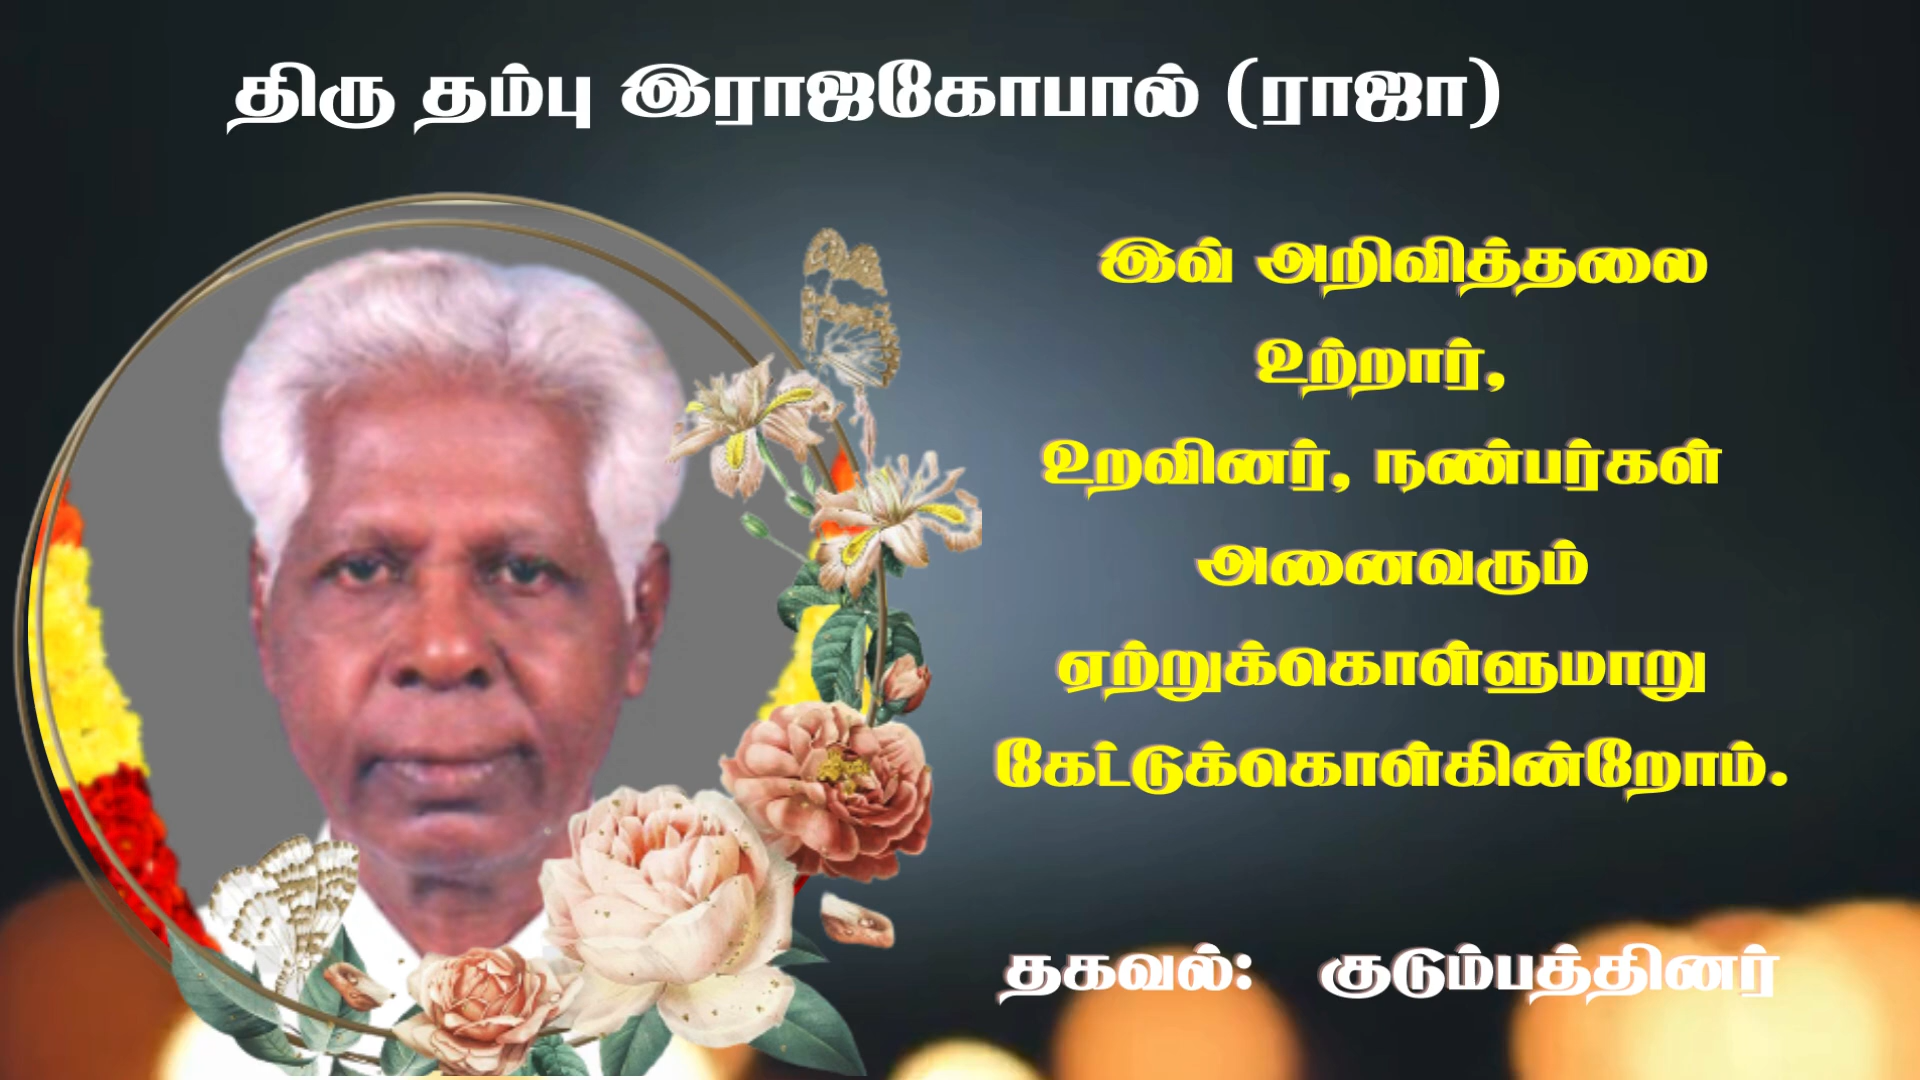 திரு தம்பு இராஜகோபால் (ராஜா)
இவ் அறிவித்தலை
உற்றார்,
உறவினர், நண்பர்கள்
அனைவரும்
ஏற்றுக்கொள்ளுமாறு
கேட்டுக்கொள்கின்றோம்.
தகவல்: குடும்பத்தினர்